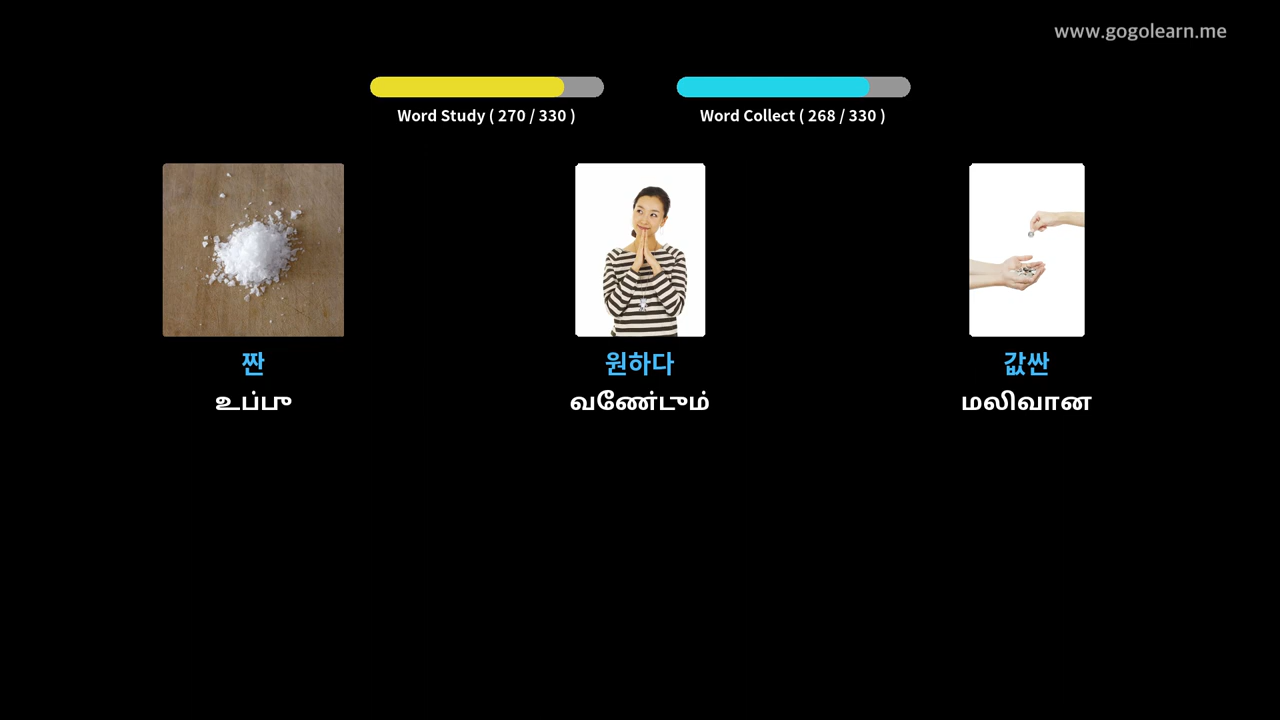 www.gogolearn.me
Word Study ( 270 / 330 )
Word Collect ( 268 / 330 )
짠
원하다
값싼
உப்பு
வேண்டும்
மலிவான